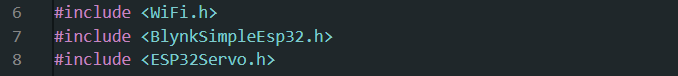 6 #include <WiFi.h>
7 #include <BlynkSimpleEsp32.h>
8 #include <ESP32Servo.h>